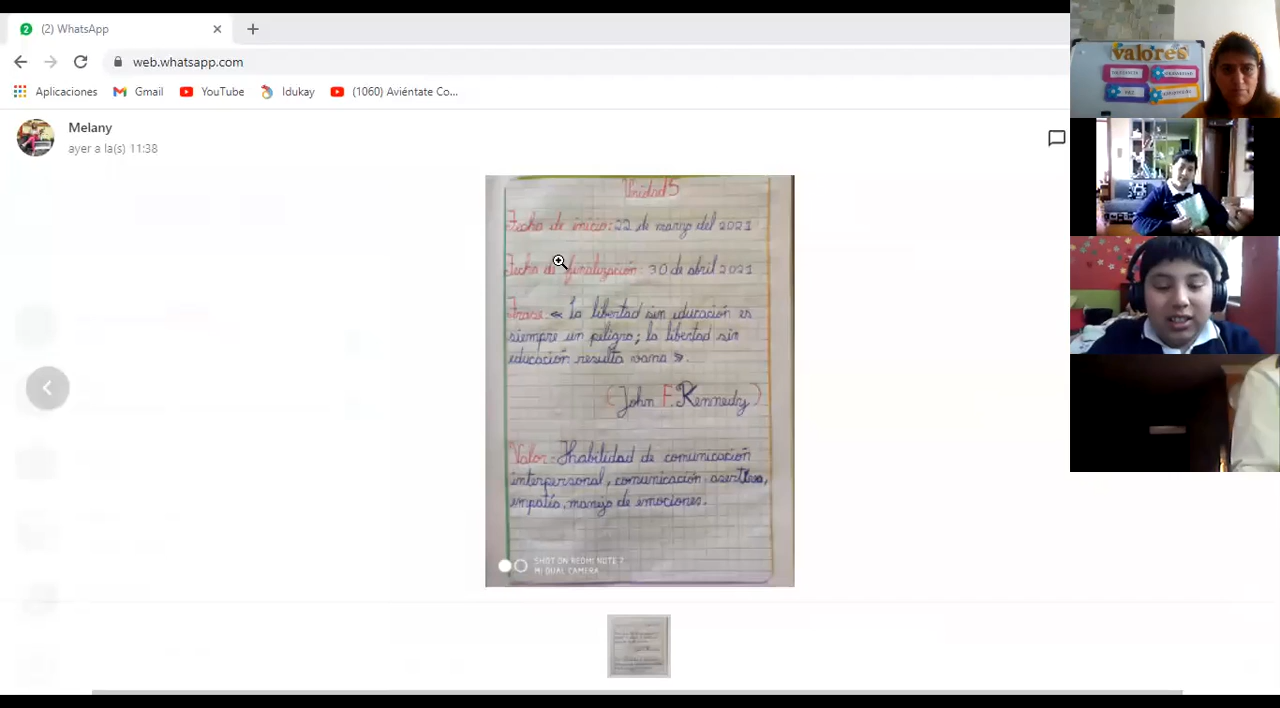 (2) WhatsApp
web.whatsapp.com
Aplicaciones
Gmail
YouTube
Idukay
(1060) Aviéntate Co...
Melany
ayer a la(s) 11:38
Unidad 5
Fecha de inicio: 22 de marzo del 2021
Fecha de finalización: 30 de abril 2021
Frase.- << La libertad sin educación es
siempre un peligro; la libertad sin
educación resulta vana >>.
(John F. Kennedy)
Valor.- Habilidad de comunicación
interpersonal, comunicación asertiva,
empatía, manejo de emociones.
SHOT ON REDMI NOTE 7
MI DUAL CAMERA
valores